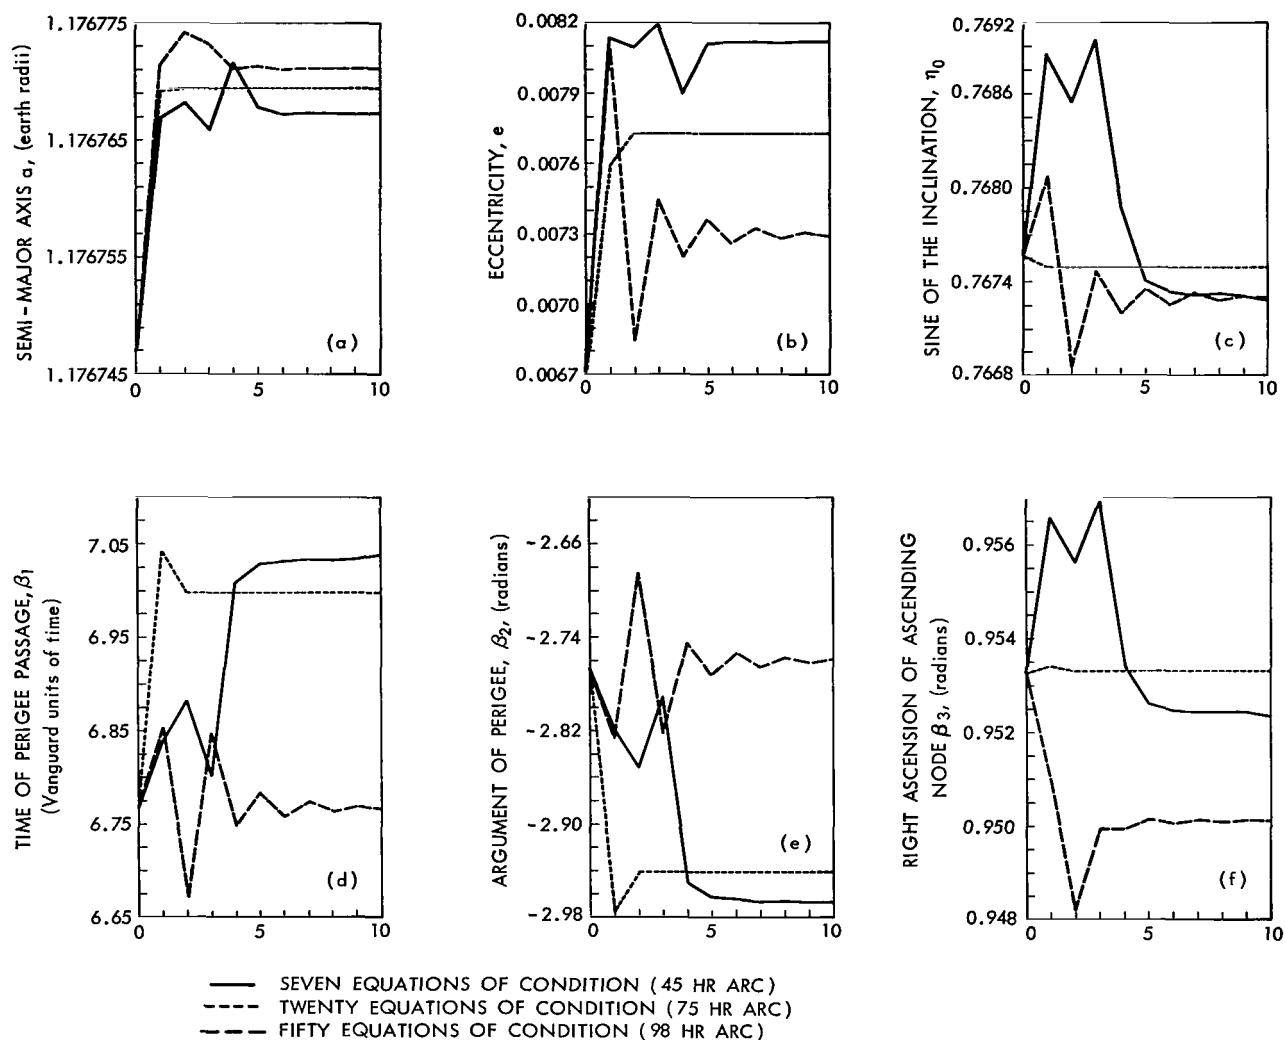 SEMI-MAJOR AXIS a, (earth radii)
1.176775
1.176765
1.176755
1.176745
0 5 10
(a)
ECCENTRICITY, e
0.0082
0.0079
0.0076
0.0073
0.0070
0.0067
0 5 10
(b)
SINE OF THE INCLINATION, η0
0.7692
0.7686
0.7680
0.7674
0.7668
0 5 10
(c)
TIME OF PERIGEE PASSAGE, β1
(Vanguard units of time)
7.05
6.95
6.85
6.75
6.65
0 5 10
(d)
ARGUMENT OF PERIGEE, β2, (radians)
-2.66
-2.74
-2.82
-2.90
-2.98
0 5 10
(e)
RIGHT ASCENSION OF ASCENDING
NODE β3, (radians)
0.956
0.954
0.952
0.950
0.948
0 5 10
(f)
SEVEN EQUATIONS OF CONDITION (45 HR ARC)
TWENTY EQUATIONS OF CONDITION (75 HR ARC)
FIFTY EQUATIONS OF CONDITION (98 HR ARC)